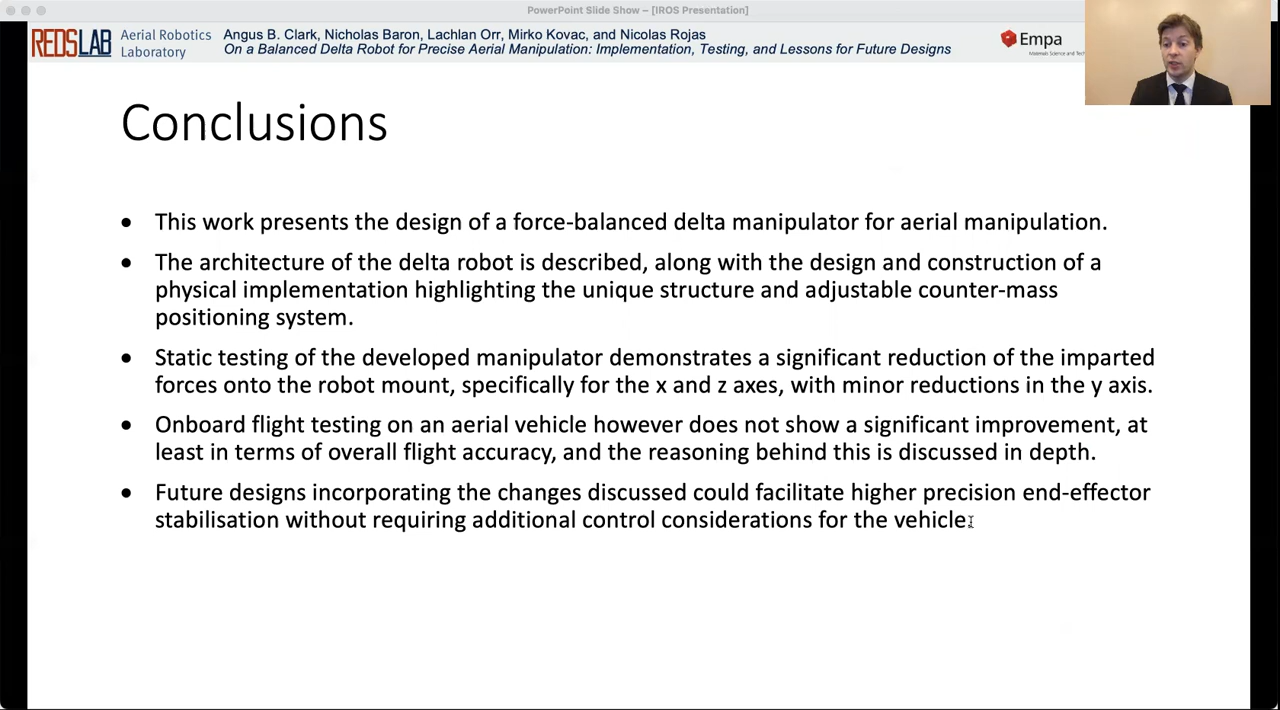 PowerPoint Slide Show – [IROS Presentation]
REDSLAB
Aerial Robotics
Laboratory
Angus B. Clark, Nicholas Baron, Lachlan Orr, Mirko Kovac, and Nicolas Rojas
On a Balanced Delta Robot for Precise Aerial Manipulation: Implementation, Testing, and Lessons for Future Designs
Empa
Materials Science and
Conclusions
• This work presents the design of a force-balanced delta manipulator for aerial manipulation.
• The architecture of the delta robot is described, along with the design and construction of a
physical implementation highlighting the unique structure and adjustable counter-mass
positioning system.
• Static testing of the developed manipulator demonstrates a significant reduction of the imparted
forces onto the robot mount, specifically for the x and z axes, with minor reductions in the y axis.
• Onboard flight testing on an aerial vehicle however does not show a significant improvement, at
least in terms of overall flight accuracy, and the reasoning behind this is discussed in depth.
• Future designs incorporating the changes discussed could facilitate higher precision end-effector
stabilisation without requiring additional control considerations for the vehicle.